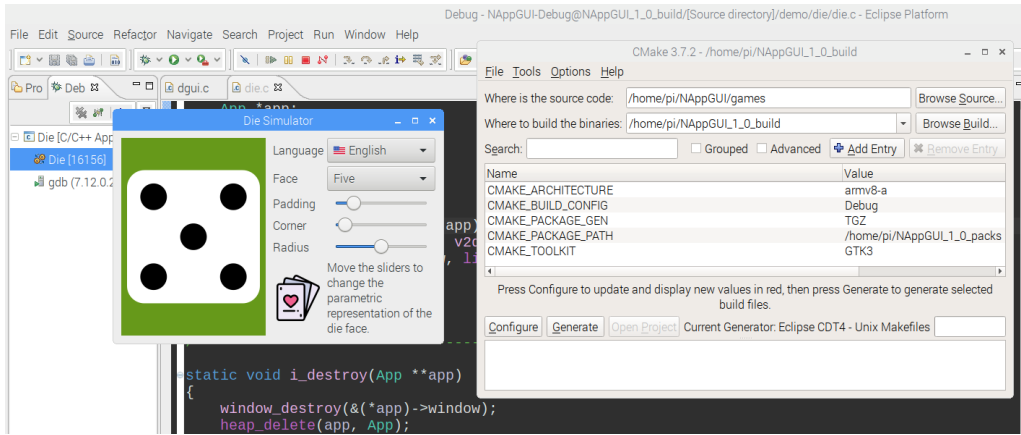 Debug - NAppGUI-Debug@NAppGUI_1_0_build/[Source directory]/demo/die/die.c - Eclipse Platform
File Edit Source Refactor Navigate Search Project Run Window Help
Pro Deb
dgui.c die.c
App *app;
Die [C/C++ App
Die [16156]
gdb (7.12.0.2
app)
v2d
, li
Die Simulator
Language English
Face Five
Padding
Corner
Radius
Move the sliders to
change the
parametric
representation of the
die face.
static void i_destroy(App **app)
{
window_destroy(&(*app)->window);
heap_delete(app, App);
CMake 3.7.2 - /home/pi/NAppGUI_1_0_build
File Tools Options Help
Where is the source code: /home/pi/NAppGUI/games Browse Source...
Where to build the binaries: /home/pi/NAppGUI_1_0_build Browse Build...
Search: Grouped Advanced Add Entry Remove Entry
Name Value
CMAKE_ARCHITECTURE armv8-a
CMAKE_BUILD_CONFIG Debug
CMAKE_PACKAGE_GEN TGZ
CMAKE_PACKAGE_PATH /home/pi/NAppGUI_1_0_packs
CMAKE_TOOLKIT GTK3
Press Configure to update and display new values in red, then press Generate to generate selected
build files.
Configure Generate Open Project Current Generator: Eclipse CDT4 - Unix Makefiles